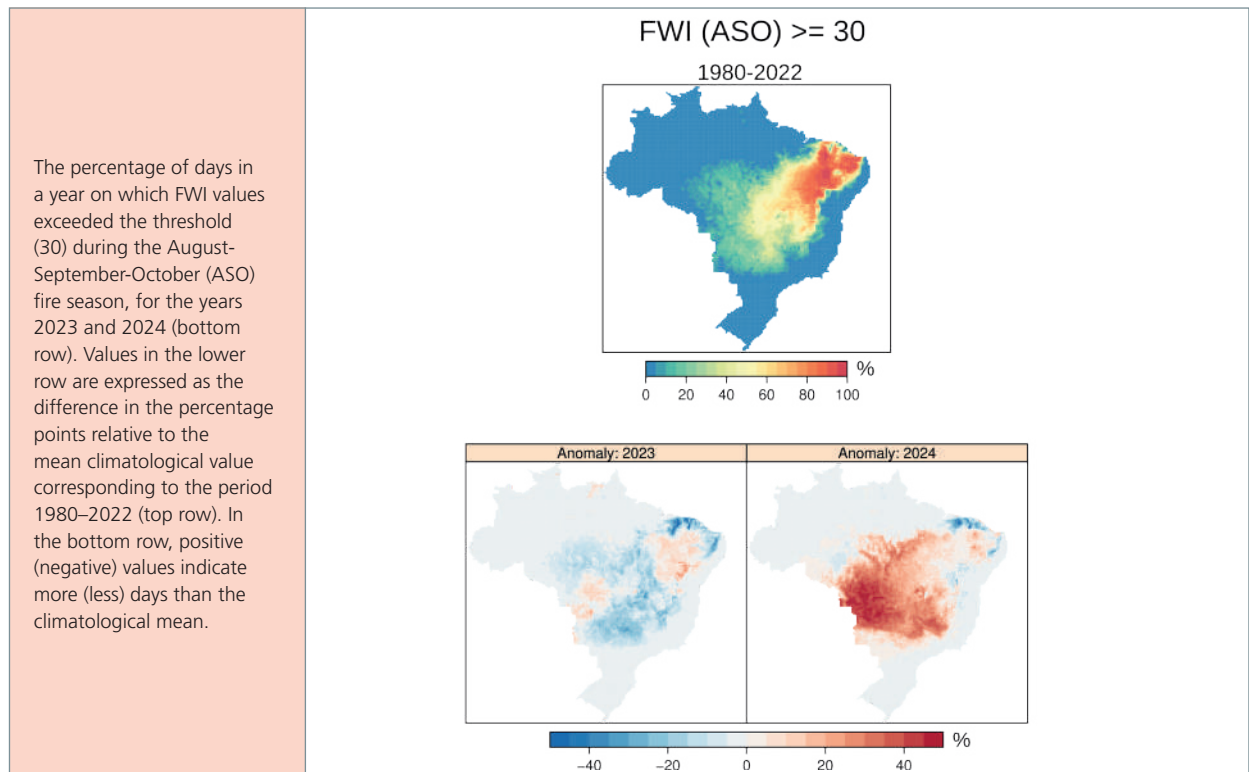 The percentage of days in
a year on which FWI values
exceeded the threshold
(30) during the August-
September-October (ASO)
fire season, for the years
2023 and 2024 (bottom
row). Values in the lower
row are expressed as the
difference in the percentage
points relative to the
mean climatological value
corresponding to the period
1980–2022 (top row). In
the bottom row, positive
(negative) values indicate
more (less) days than the
climatological mean.
FWI (ASO) >= 30
1980-2022
%
0 20 40 60 80 100
Anomaly: 2023 Anomaly: 2024
%
−40 −20 0 20 40